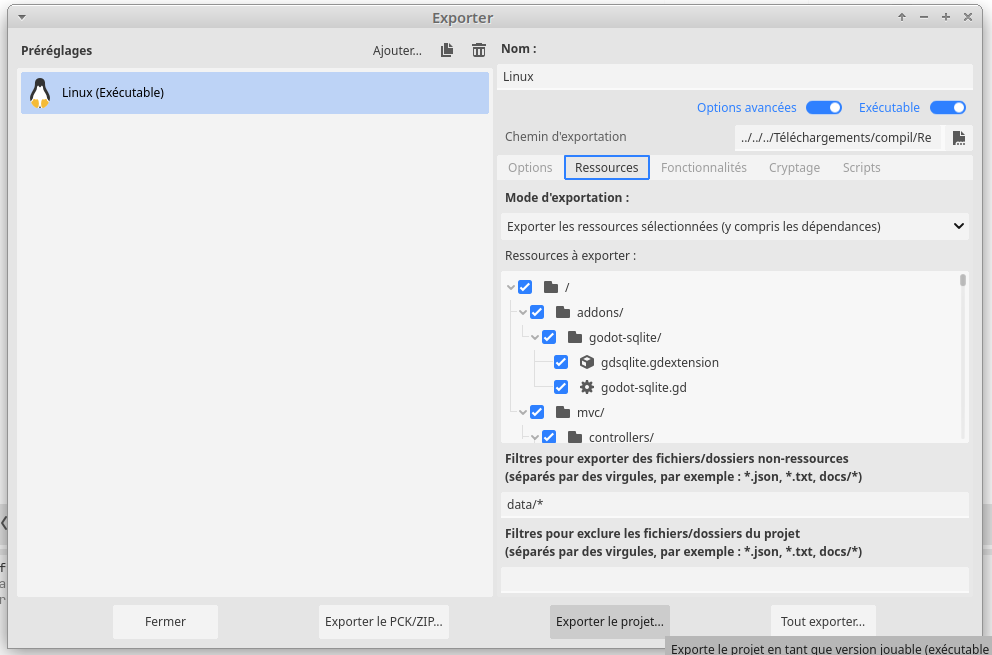 Exporter
Préréglages
Ajouter...
Linux (Exécutable)
Nom :
Linux
Options avancées
Exécutable
Chemin d'exportation
../../../Téléchargements/compil/Re
Options
Ressources
Fonctionnalités
Cryptage
Scripts
Mode d'exportation :
Exporter les ressources sélectionnées (y compris les dépendances)
Ressources à exporter :
/
addons/
godot-sqlite/
gdsqlite.gdextension
godot-sqlite.gd
mvc/
controllers/
Filtres pour exporter des fichiers/dossiers non-ressources
(séparés par des virgules, par exemple : *.json, *.txt, docs/*)
data/*
Filtres pour exclure les fichiers/dossiers du projet
(séparés par des virgules, par exemple : *.json, *.txt, docs/*)
Fermer
Exporter le PCK/ZIP...
Exporter le projet...
Tout exporter...
Exporte le projet en tant que version jouable (exécutable